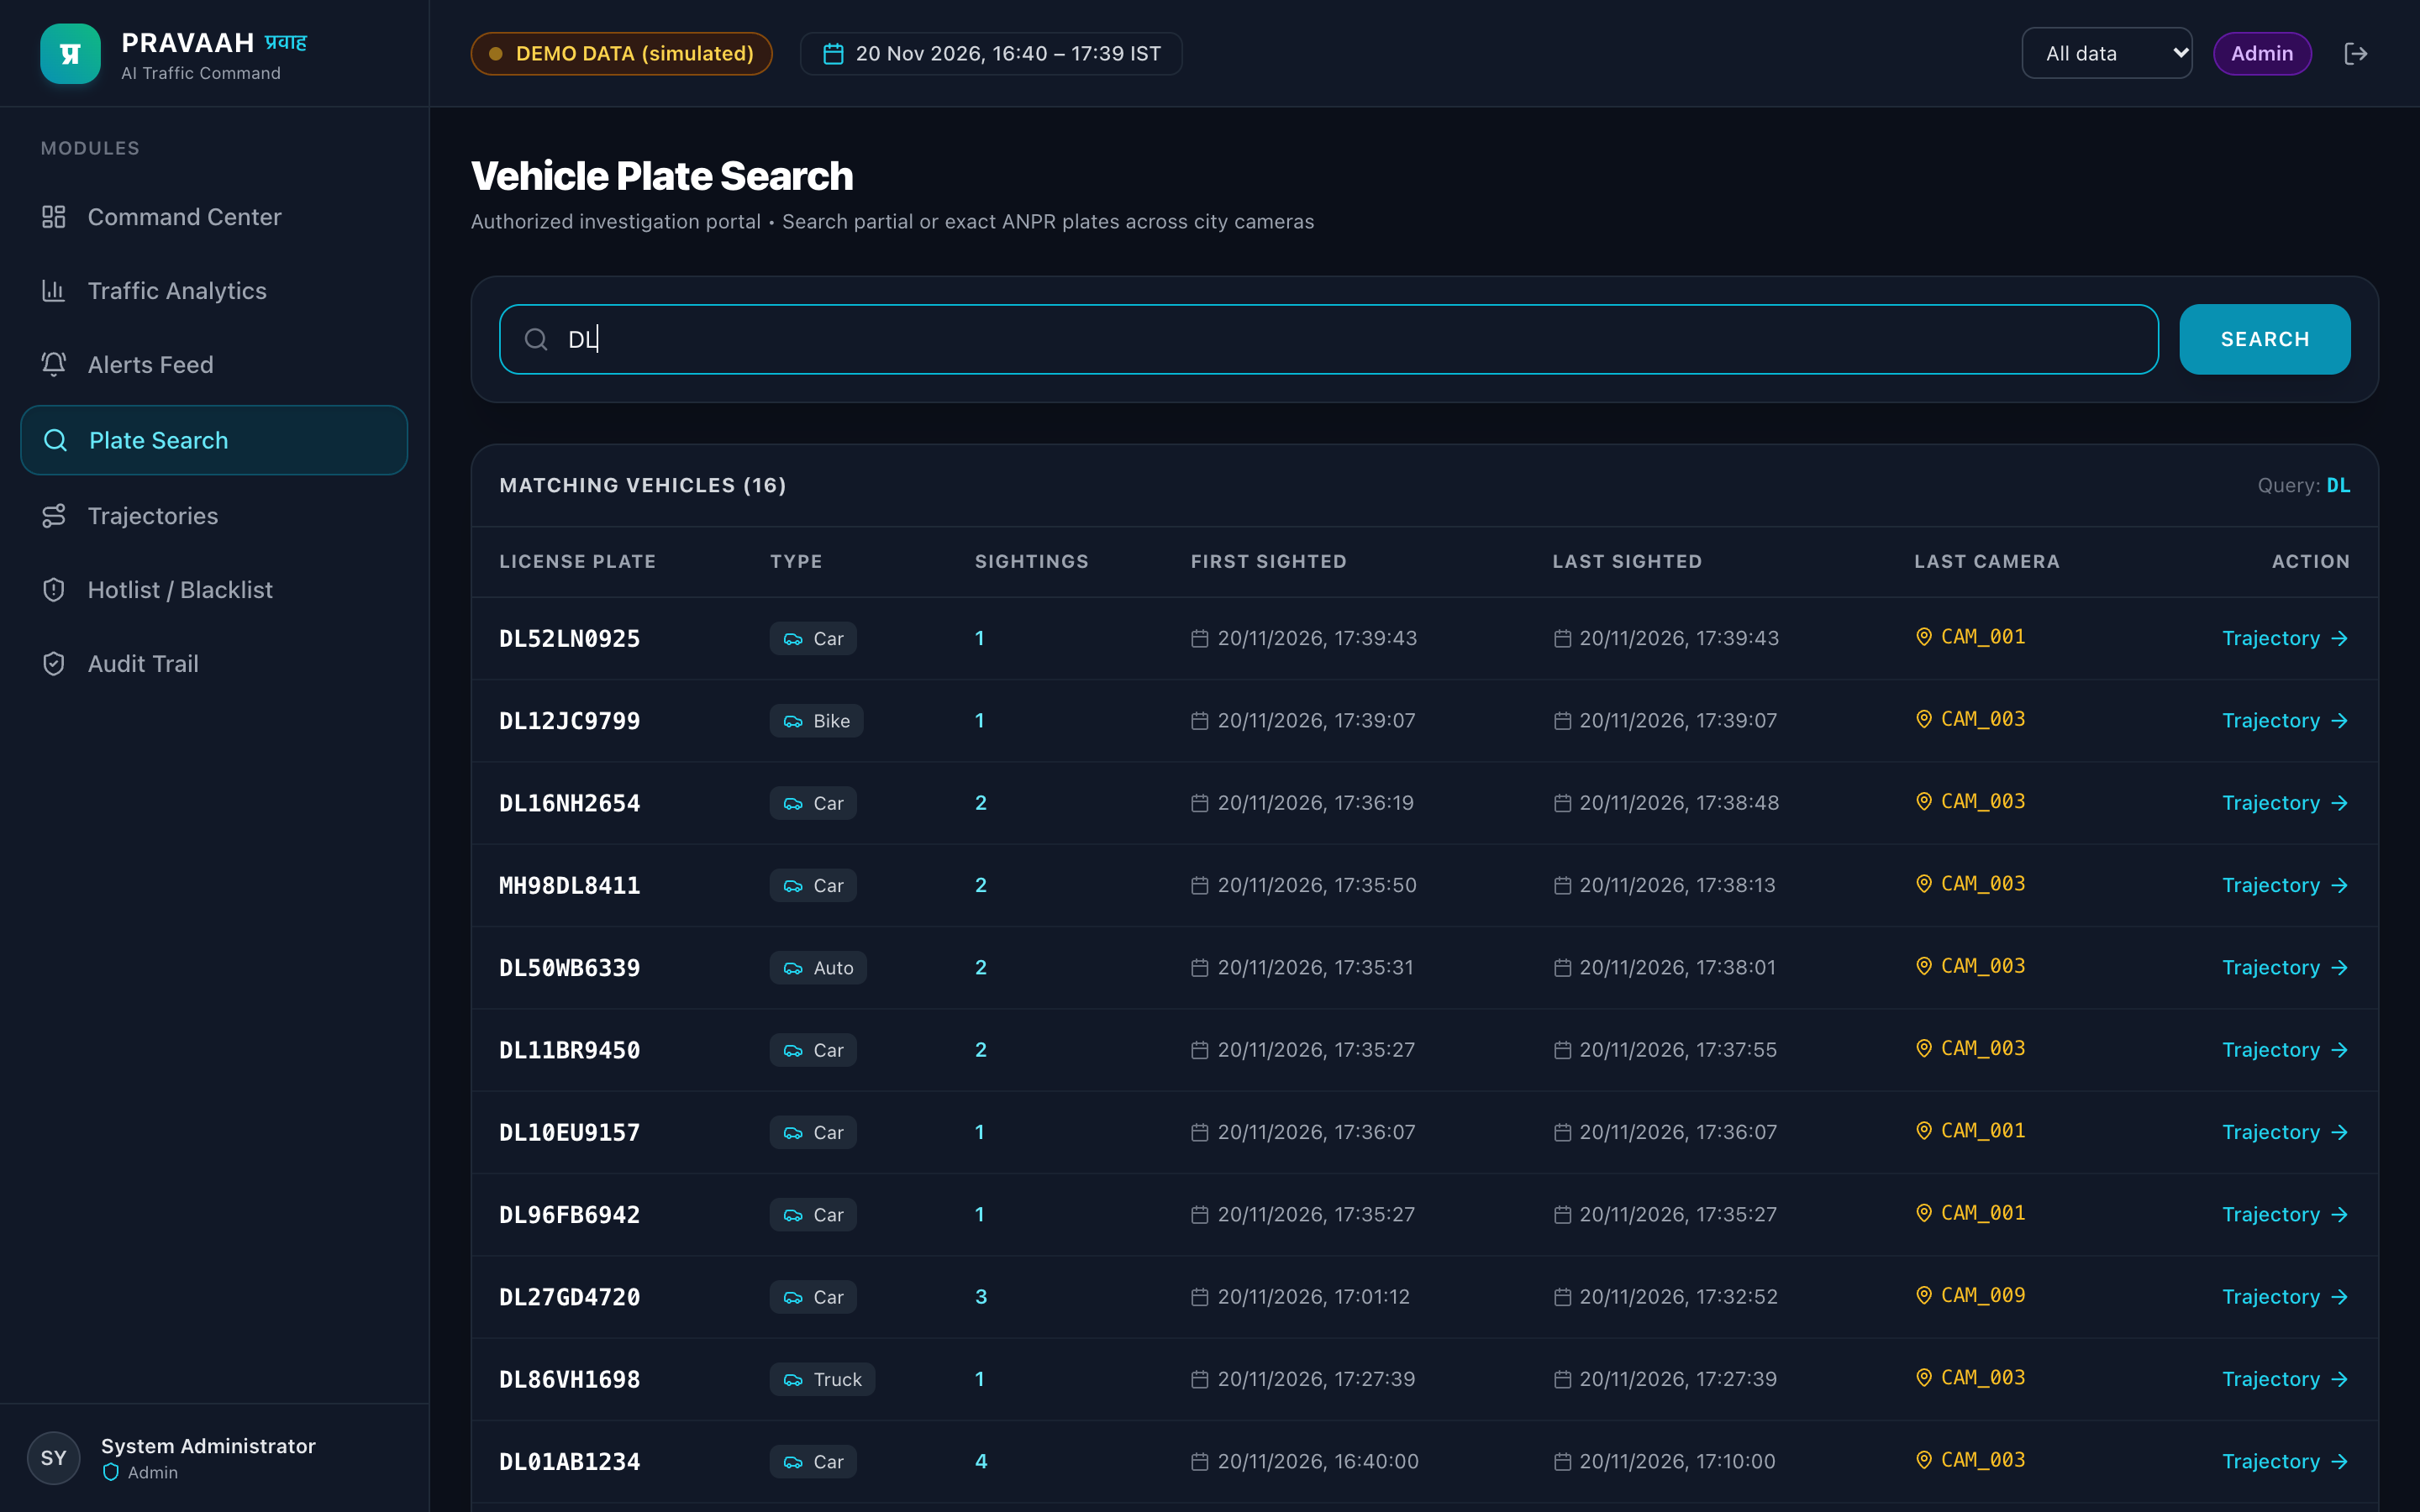 प्र
PRAVAAH प्रवाह
AI Traffic Command
DEMO DATA (simulated)
20 Nov 2026, 16:40 – 17:39 IST
All data
Admin
MODULES
Command Center
Traffic Analytics
Alerts Feed
Plate Search
Trajectories
Hotlist / Blacklist
Audit Trail
SY
System Administrator
Admin
Vehicle Plate Search
Authorized investigation portal • Search partial or exact ANPR plates across city cameras
DL
SEARCH
MATCHING VEHICLES (16)
Query: DL
LICENSE PLATE TYPE SIGHTINGS FIRST SIGHTED LAST SIGHTED LAST CAMERA ACTION
DL52LN0925 Car 1 20/11/2026, 17:39:43 20/11/2026, 17:39:43 CAM_001 Trajectory →
DL12JC9799 Bike 1 20/11/2026, 17:39:07 20/11/2026, 17:39:07 CAM_003 Trajectory →
DL16NH2654 Car 2 20/11/2026, 17:36:19 20/11/2026, 17:38:48 CAM_003 Trajectory →
MH98DL8411 Car 2 20/11/2026, 17:35:50 20/11/2026, 17:38:13 CAM_003 Trajectory →
DL50WB6339 Auto 2 20/11/2026, 17:35:31 20/11/2026, 17:38:01 CAM_003 Trajectory →
DL11BR9450 Car 2 20/11/2026, 17:35:27 20/11/2026, 17:37:55 CAM_003 Trajectory →
DL10EU9157 Car 1 20/11/2026, 17:36:07 20/11/2026, 17:36:07 CAM_001 Trajectory →
DL96FB6942 Car 1 20/11/2026, 17:35:27 20/11/2026, 17:35:27 CAM_001 Trajectory →
DL27GD4720 Car 3 20/11/2026, 17:01:12 20/11/2026, 17:32:52 CAM_009 Trajectory →
DL86VH1698 Truck 1 20/11/2026, 17:27:39 20/11/2026, 17:27:39 CAM_003 Trajectory →
DL01AB1234 Car 4 20/11/2026, 16:40:00 20/11/2026, 17:10:00 CAM_003 Trajectory →